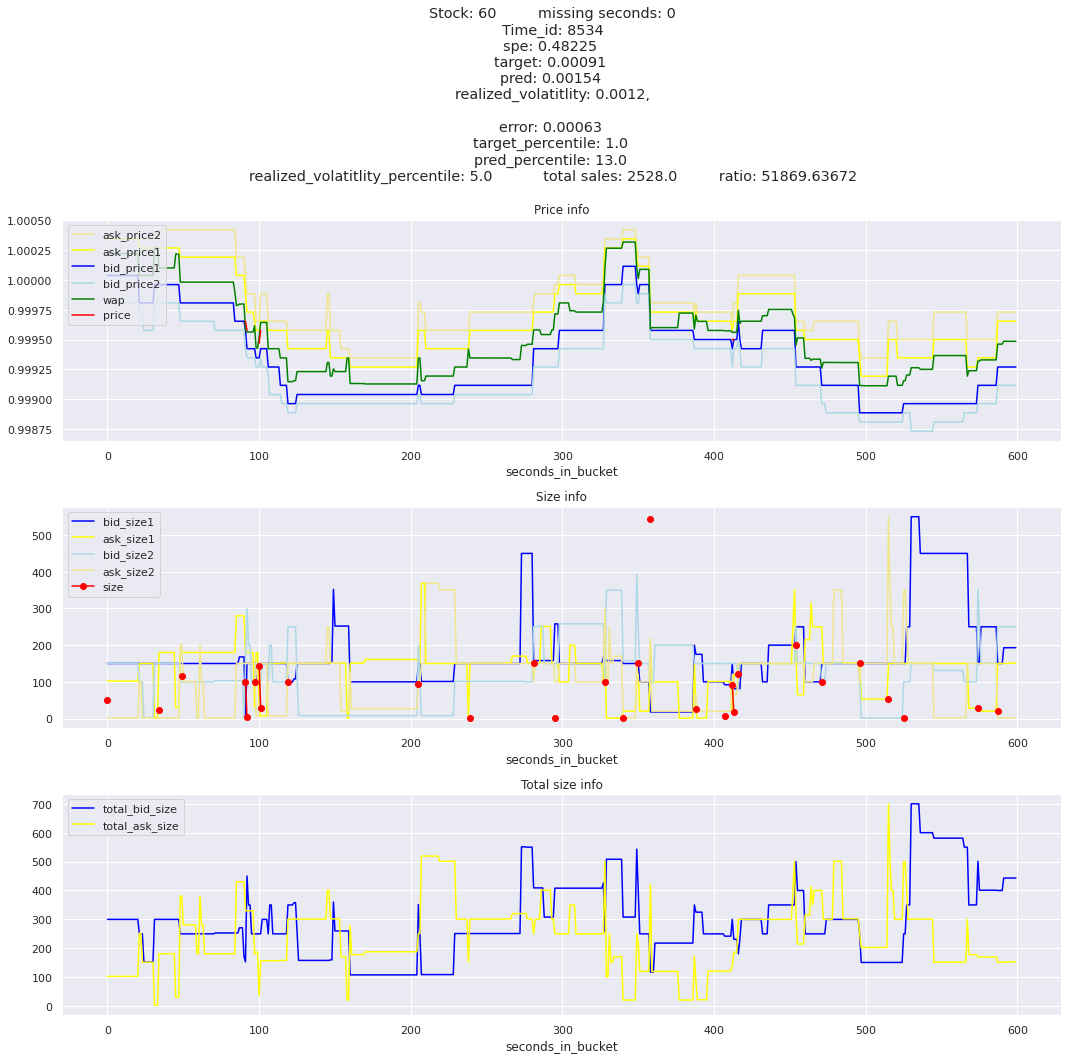 Stock: 60 missing seconds: 0
Time_id: 8534
spe: 0.48225
target: 0.00091
pred: 0.00154
realized_volatitlity: 0.0012,
error: 0.00063
target_percentile: 1.0
pred_percentile: 13.0
realized_volatitlity_percentile: 5.0 total sales: 2528.0 ratio: 51869.63672
Price info
1.00050
1.00025
1.00000
0.99975
0.99950
0.99925
0.99900
0.99875
ask_price2
ask_price1
bid_price1
bid_price2
wap
price
0 100 200 300 400 500 600
seconds_in_bucket
Size info
500
400
300
200
100
0
bid_size1
ask_size1
bid_size2
ask_size2
size
0 100 200 300 400 500 600
seconds_in_bucket
Total size info
700
600
500
400
300
200
100
0
total_bid_size
total_ask_size
0 100 200 300 400 500 600
seconds_in_bucket